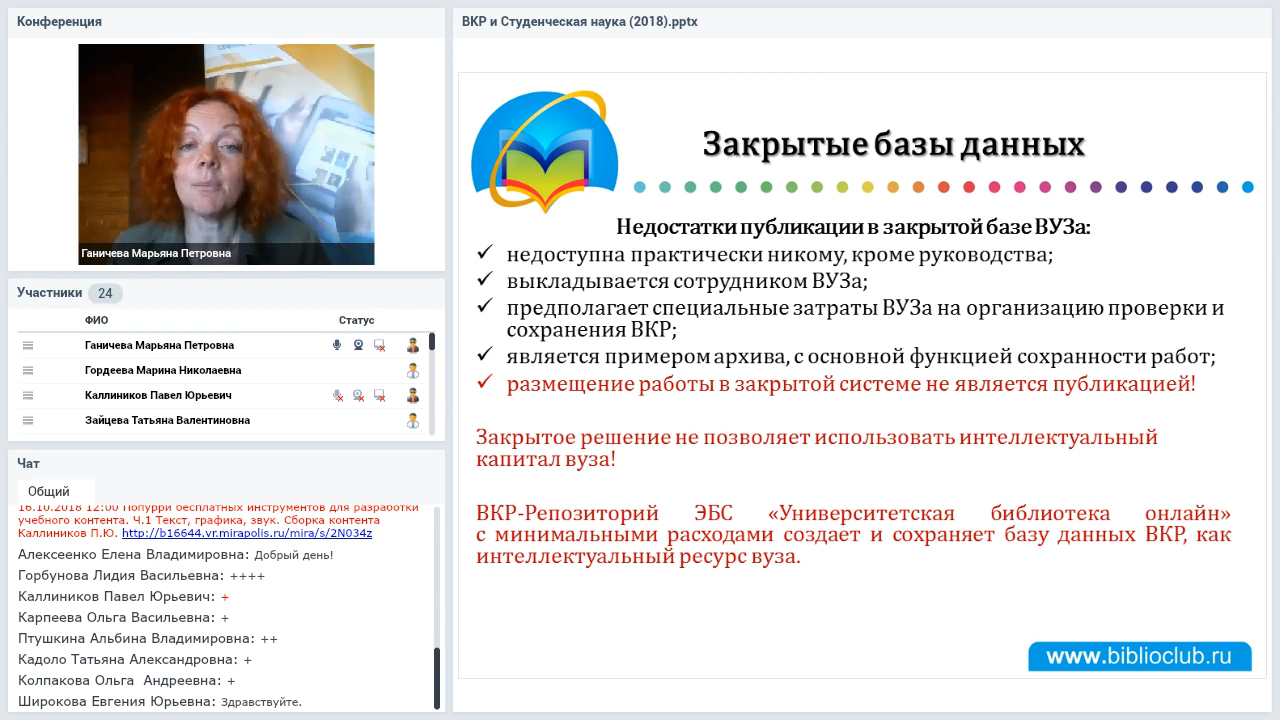 Конференция
Ганичева Марьяна Петровна
Участники 24
ФИО Статус
Ганичева Марьяна Петровна
Гордеева Марина Николаевна
Каллиников Павел Юрьевич
Зайцева Татьяна Валентиновна
Чат
Общий
16.10.2018 12:00 Попурри бесплатных инструментов для разработки
учебного контента. Ч.1 Текст, графика, звук. Сборка контента
Каллиников П.Ю. http://b16644.vr.mirapolis.ru/mira/s/2N034z
Алексеенко Елена Владимировна: Добрый день!
Горбунова Лидия Васильевна: ++++
Каллиников Павел Юрьевич: +
Карпеева Ольга Васильевна: +
Птушкина Альбина Владимировна: ++
Кадоло Татьяна Александровна: +
Колпакова Ольга Андреевна: +
Широкова Евгения Юрьевна: Здравствуйте.
ВКР и Студенческая наука (2018).pptx
Закрытые базы данных
Недостатки публикации в закрытой базе ВУЗа:
✓ недоступна практически никому, кроме руководства;
✓ выкладывается сотрудником ВУЗа;
✓ предполагает специальные затраты ВУЗа на организацию проверки и
сохранения ВКР;
✓ является примером архива, с основной функцией сохранности работ;
✓ размещение работы в закрытой системе не является публикацией!
Закрытое решение не позволяет использовать интеллектуальный
капитал вуза!
ВКР-Репозиторий ЭБС «Университетская библиотека онлайн»
с минимальными расходами создает и сохраняет базу данных ВКР, как
интеллектуальный ресурс вуза.
www.biblioclub.ru